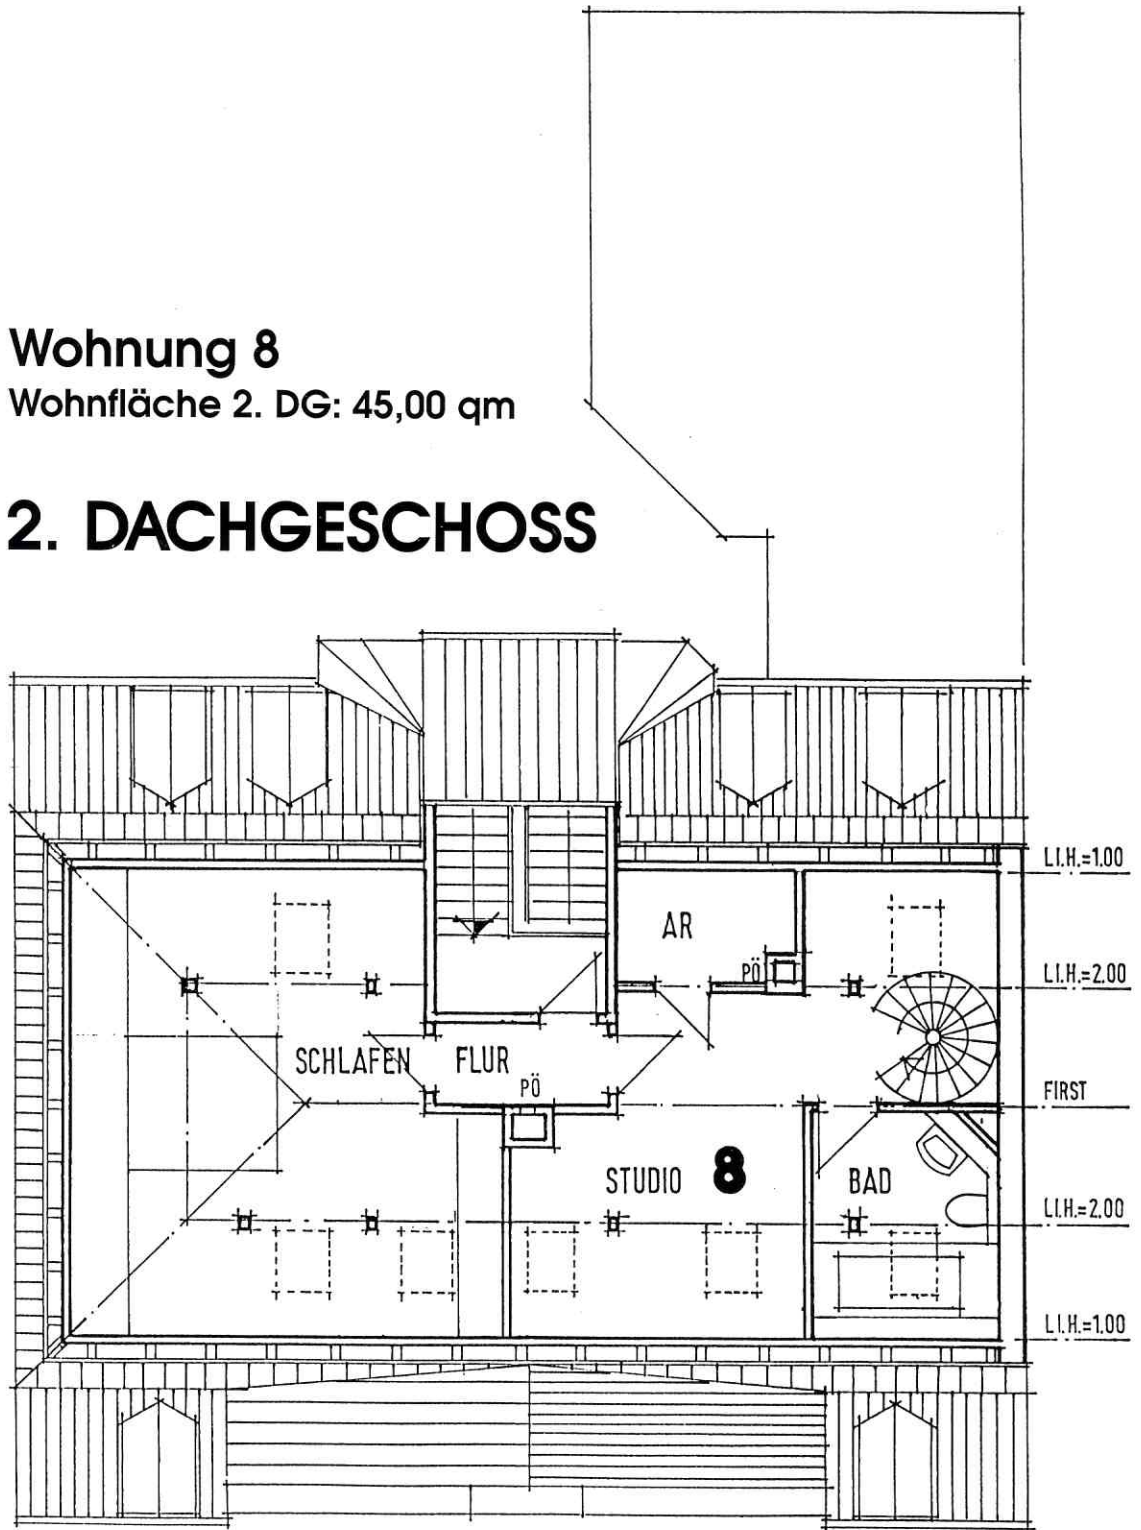 Wohnung 8
Wohnfläche 2. DG: 45,00 qm
2. DACHGESCHOSS
L.I.H.=1.00
AR
PÖ
L.I.H.=2.00
SCHLAFEN
FLUR
PÖ
FIRST
STUDIO
8
BAD
L.I.H.=2.00
L.I.H.=1.00